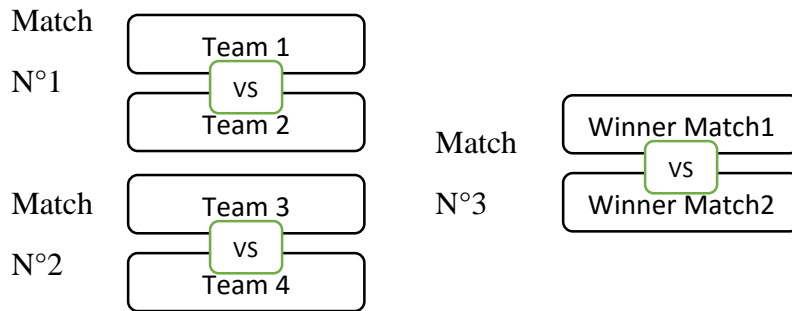 Match
N°1
Team 1
VS
Team 2
Match
N°2
Team 3
VS
Team 4
Match
N°3
Winner Match1
VS
Winner Match2